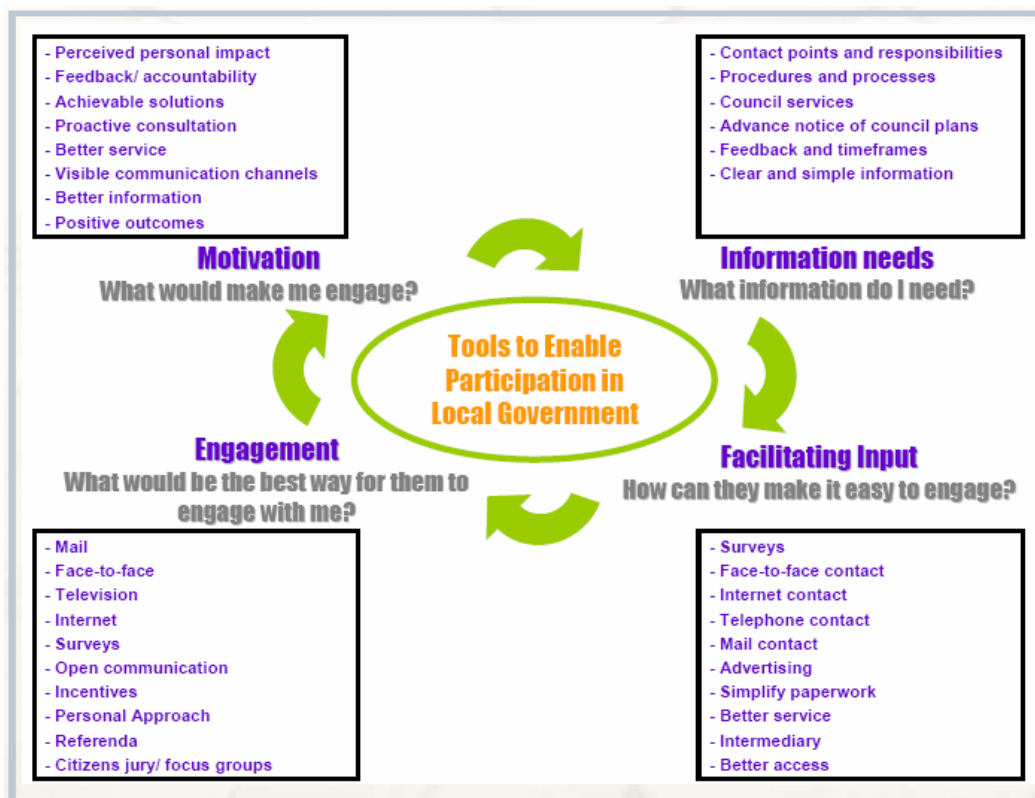 - Perceived personal impact
- Feedback/ accountability
- Achievable solutions
- Proactive consultation
- Better service
- Visible communication channels
- Better information
- Positive outcomes
Motivation
What would make me engage?
- Contact points and responsibilities
- Procedures and processes
- Council services
- Advance notice of council plans
- Feedback and timeframes
- Clear and simple information
Information needs
What information do I need?
Tools to Enable
Participation in
Local Government
Engagement
What would be the best way for them to
engage with me?
- Mail
- Face-to-face
- Television
- Internet
- Surveys
- Open communication
- Incentives
- Personal Approach
- Referenda
- Citizens jury/ focus groups
Facilitating Input
How can they make it easy to engage?
- Surveys
- Face-to-face contact
- Internet contact
- Telephone contact
- Mail contact
- Advertising
- Simplify paperwork
- Better service
- Intermediary
- Better access